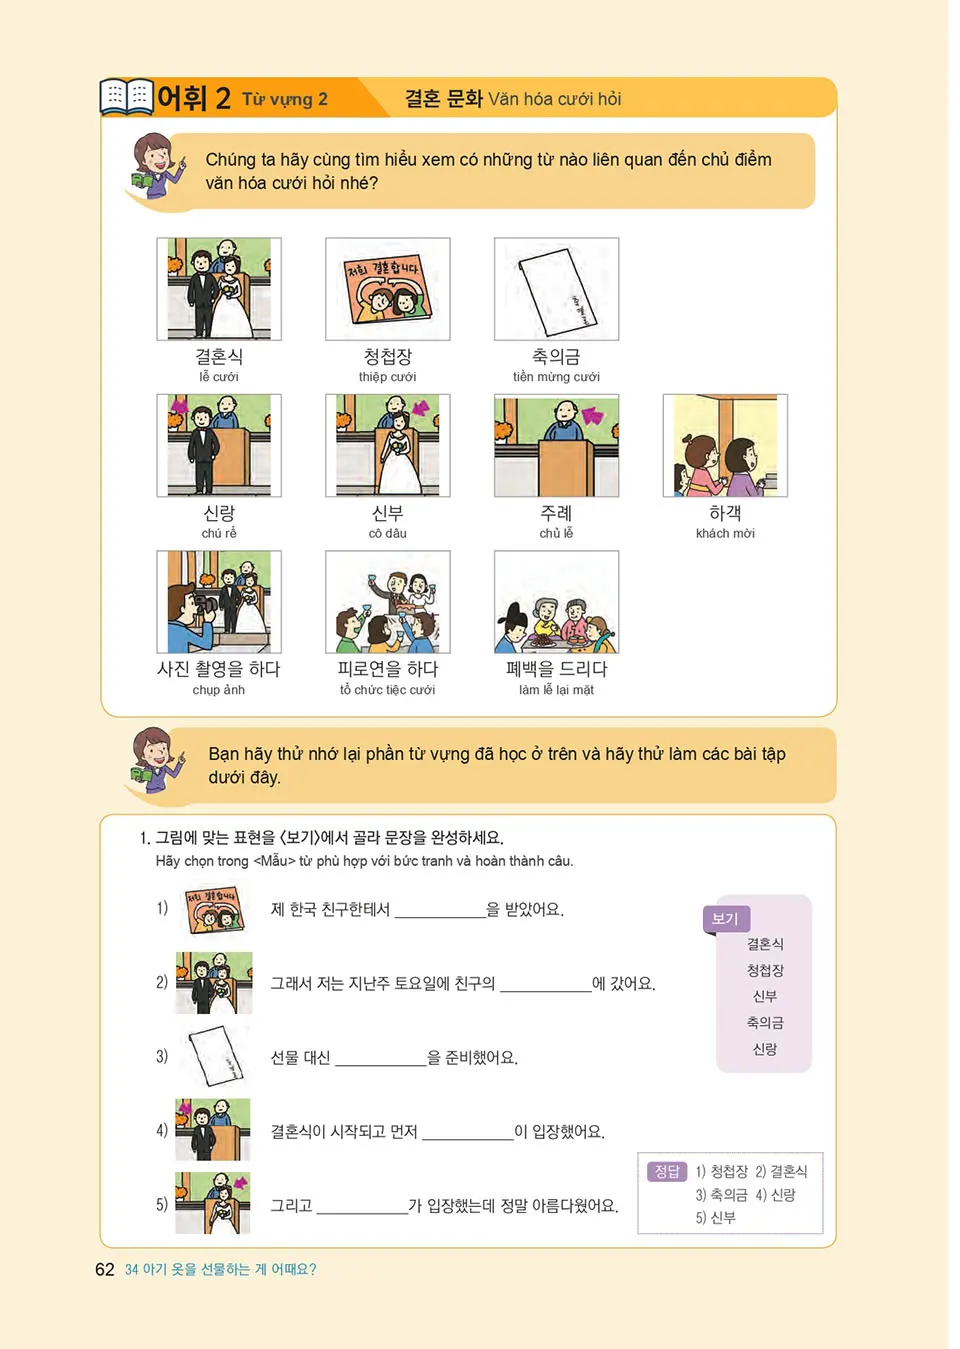 어휘 2 Từ vựng 2 결혼 문화 Văn hóa cưới hỏi
Chúng ta hãy cùng tìm hiểu xem có những từ nào liên quan đến chủ điểm
văn hóa cưới hỏi nhé?
저희 결혼합니다.
결혼식 청첩장 축의금
lễ cưới thiệp cưới tiền mừng cưới
신랑 신부 주례 하객
chú rể cô dâu chủ lễ khách mời
사진 촬영을 하다 피로연을 하다 폐백을 드리다
chụp ảnh tổ chức tiệc cưới làm lễ lại mặt
Bạn hãy thử nhớ lại phần từ vựng đã học ở trên và hãy thử làm các bài tập
dưới đây.
1. 그림에 맞는 표현을 <보기>에서 골라 문장을 완성하세요.
Hãy chọn trong <Mẫu> từ phù hợp với bức tranh và hoàn thành câu.
1) 저희 결혼합니다. 제 한국 친구한테서 ___________을 받았어요.
2) 그래서 저는 지난주 토요일에 친구의 ___________에 갔어요.
3) 선물 대신 ___________을 준비했어요.
4) 결혼식이 시작되고 먼저 ___________이 입장했어요.
5) 그리고 ___________가 입장했는데 정말 아름다웠어요.
보기
결혼식
청첩장
신부
축의금
신랑
정답 1) 청첩장 2) 결혼식
3) 축의금 4) 신랑
5) 신부
62 34 아기 옷을 선물하는 게 어때요?